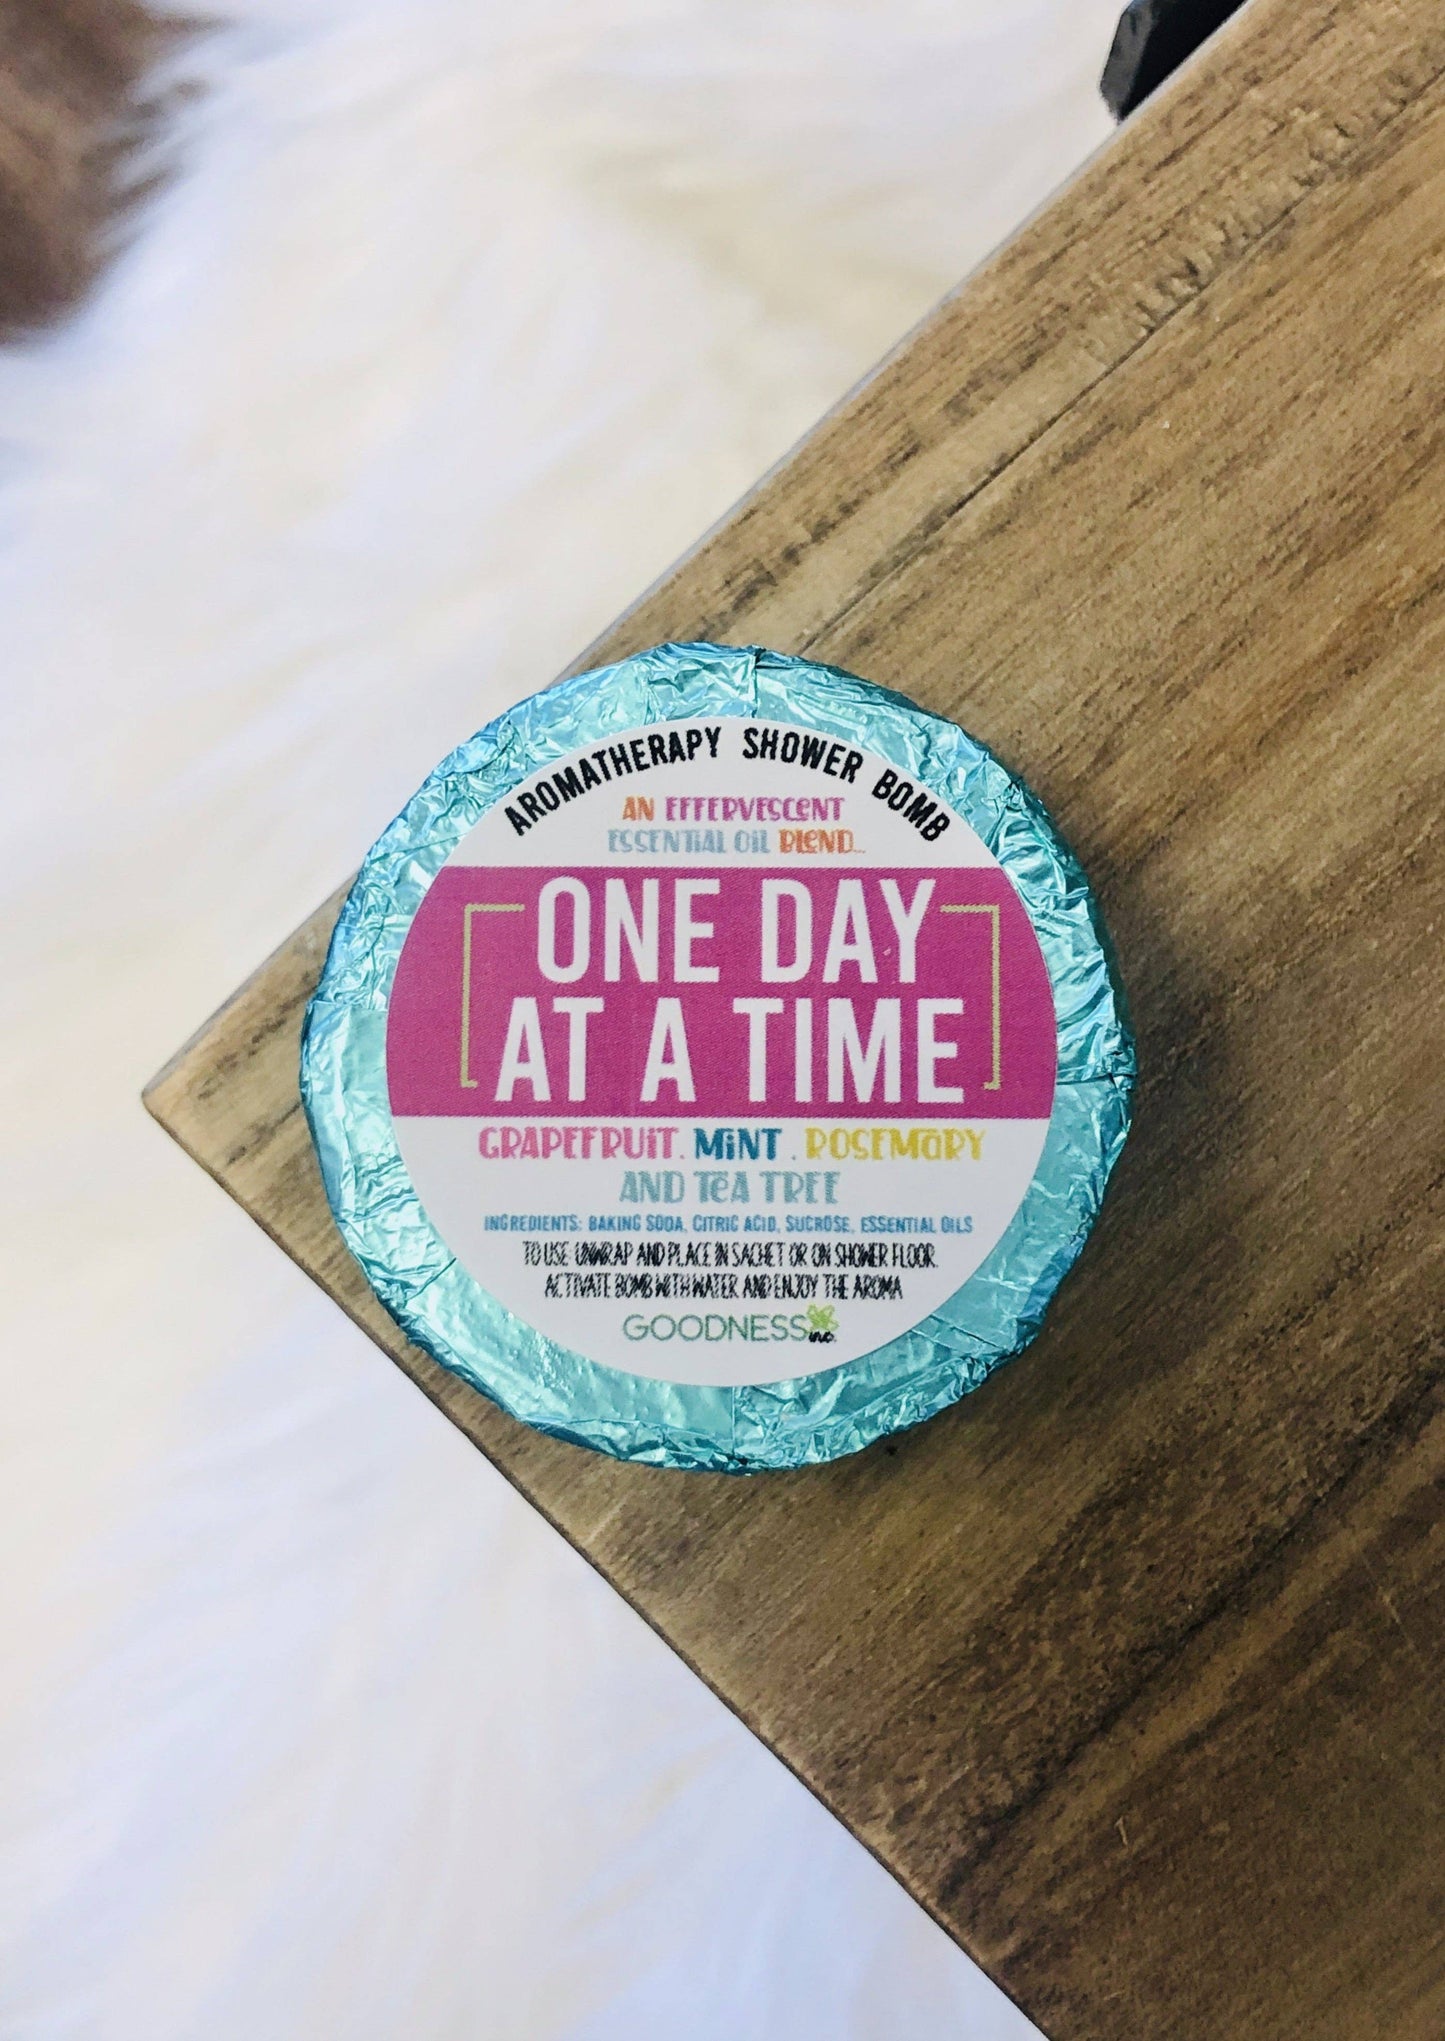 AROMATHERAPY SHOWER BOMB
AN EFFERVESCENT
ESSENTIAL OIL BLEND...
ONE DAY
AT A TIME
GRAPEFRUIT. MINT . ROSEMARY
AND TEA TREE
INGREDIENTS: BAKING SODA, CITRIC ACID, SUCROSE, ESSENTIAL OILS
TO USE: UNWRAP AND PLACE IN SACHET OR ON SHOWER FLOOR.
ACTIVATE BOMB WITH WATER AND ENJOY THE AROMA
GOODNESS inc.